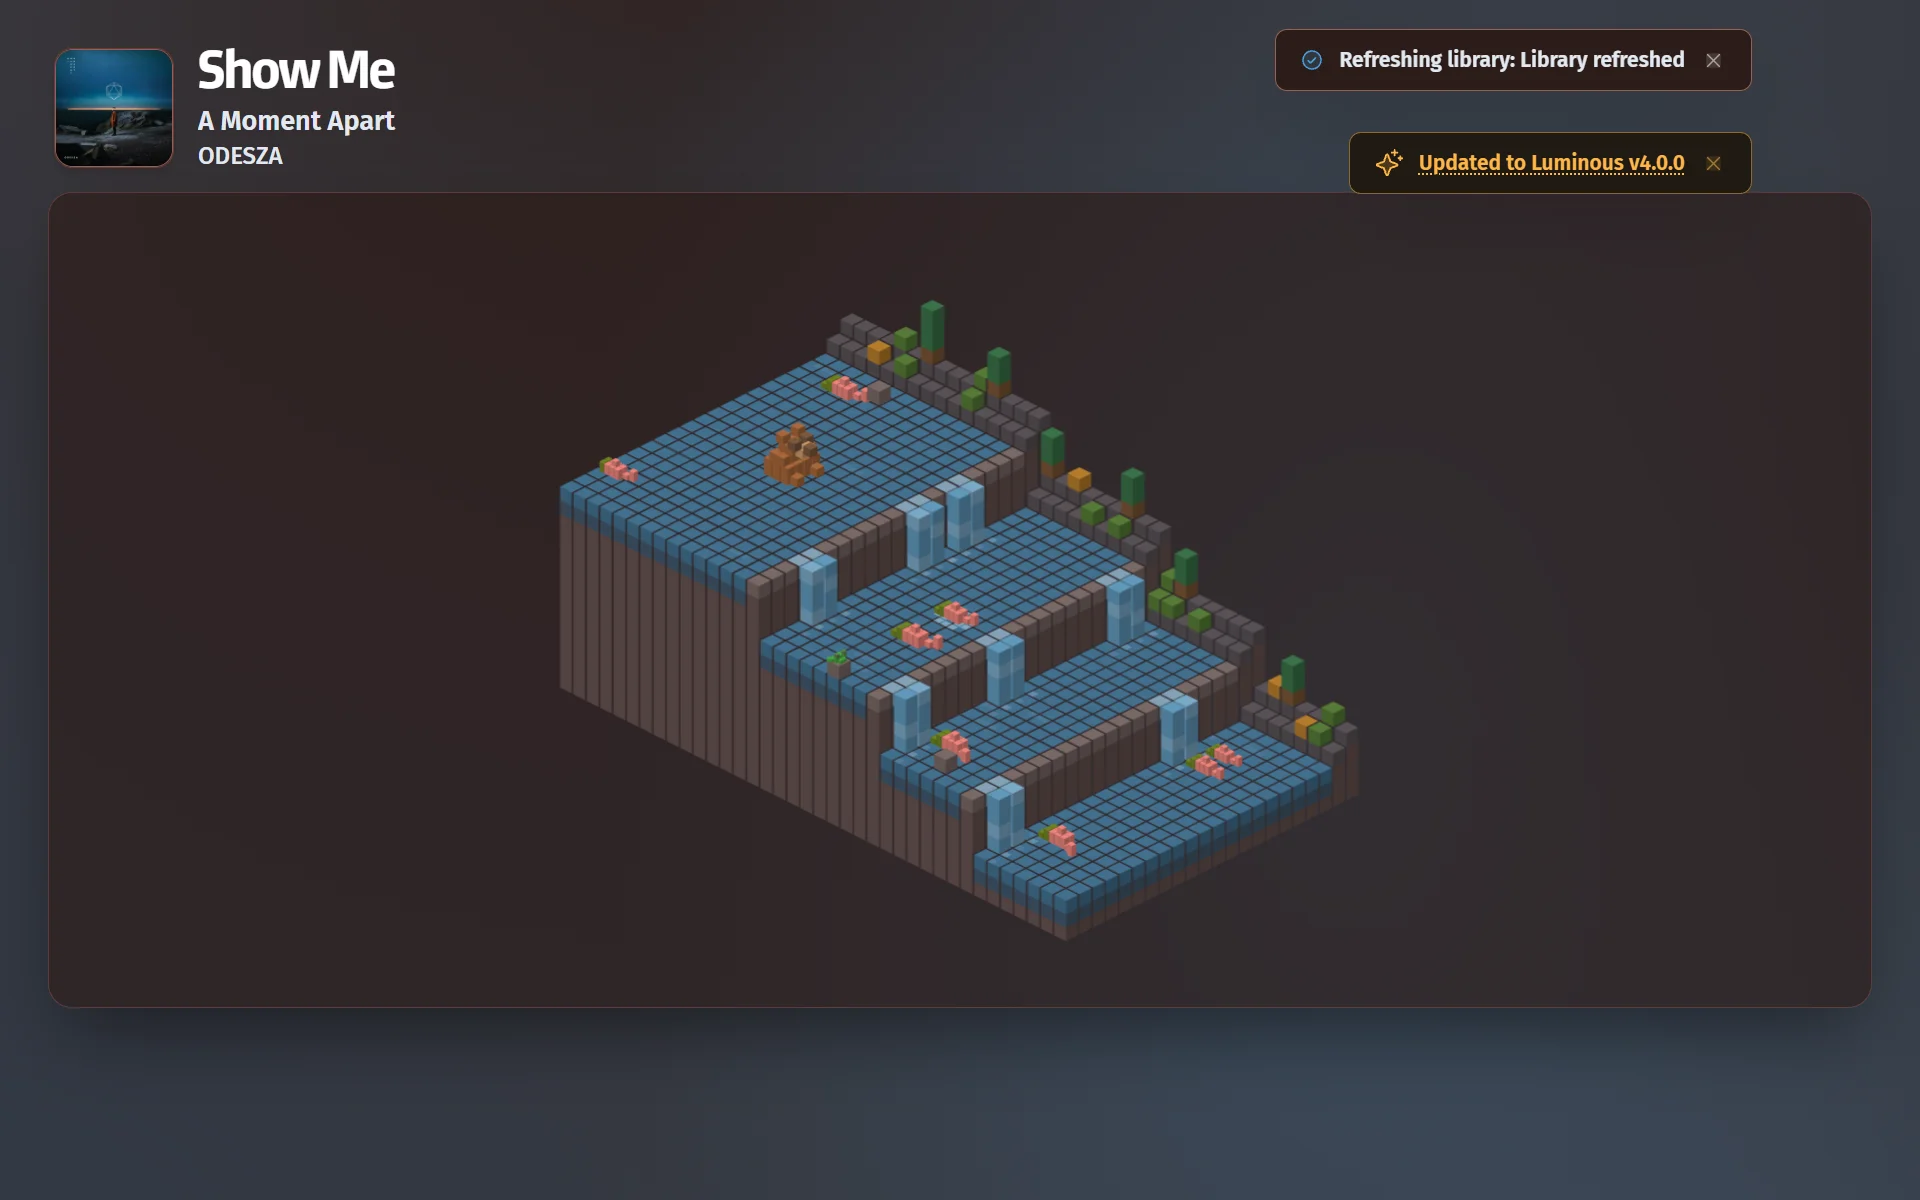 Show Me
A Moment Apart
ODESZA
Refreshing library: Library refreshed
Updated to Luminous v4.0.0